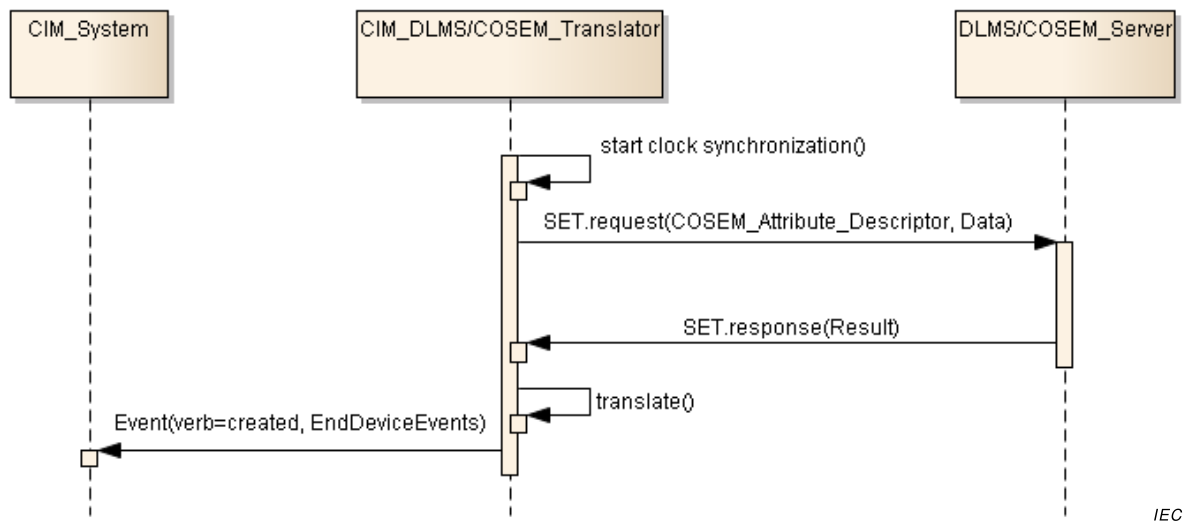 CIM_System
CIM_DLMS/COSEM_Translator
DLMS/COSEM_Server
start clock synchronization()
SET.request(COSEM_Attribute_Descriptor, Data)
SET.response(Result)
translate()
Event(verb=created, EndDeviceEvents)
IEC